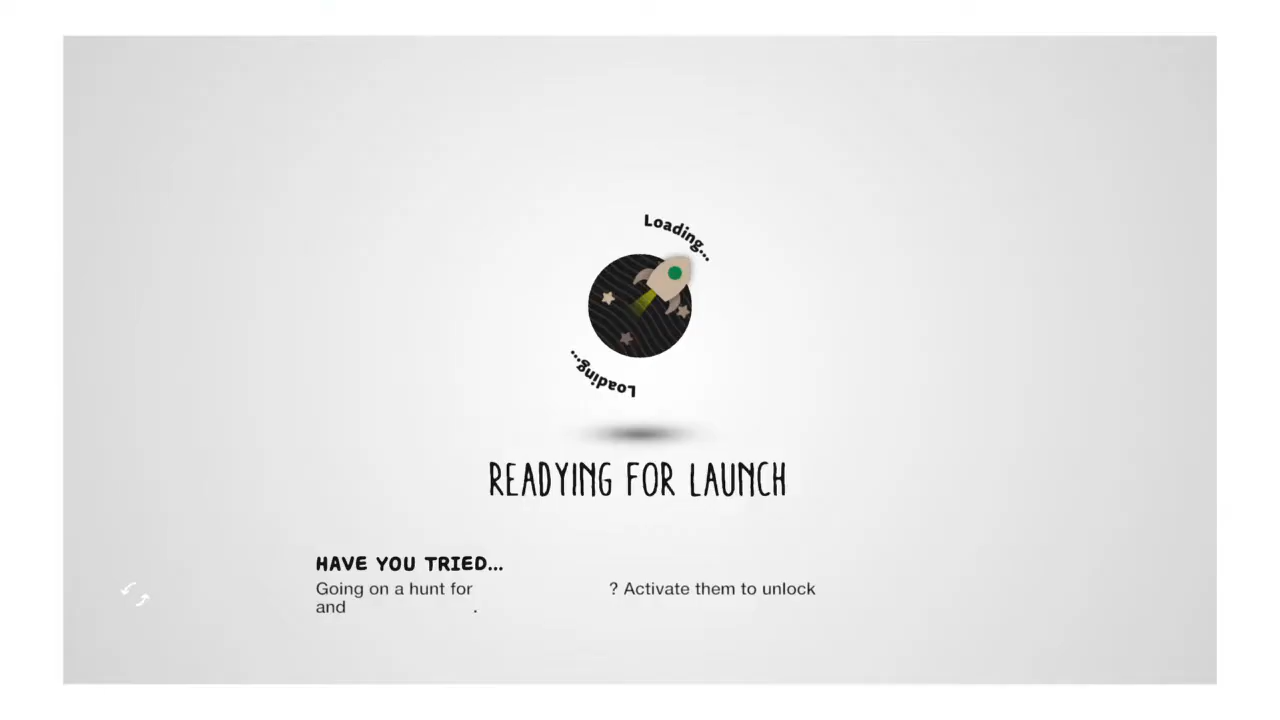 Loading...
Loading...
READYING FOR LAUNCH
HAVE YOU TRIED...
Going on a hunt for ? Activate them to unlock
and .